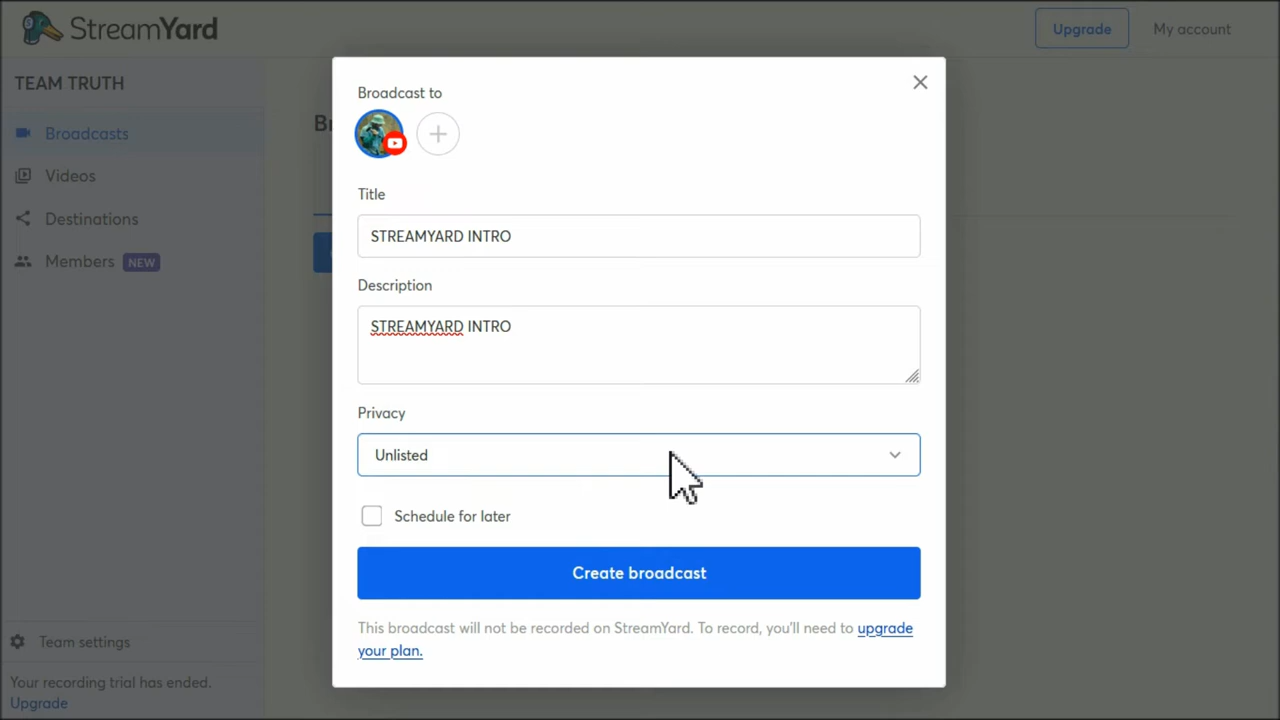 StreamYard
Upgrade
My account
TEAM TRUTH
Broadcasts
Videos
Destinations
Members NEW
Team settings
Your recording trial has ended.
Upgrade
Broadcast to
Title
STREAMYARD INTRO
Description
STREAMYARD INTRO
Privacy
Unlisted
Schedule for later
Create broadcast
This broadcast will not be recorded on StreamYard. To record, you'll need to upgrade
your plan.